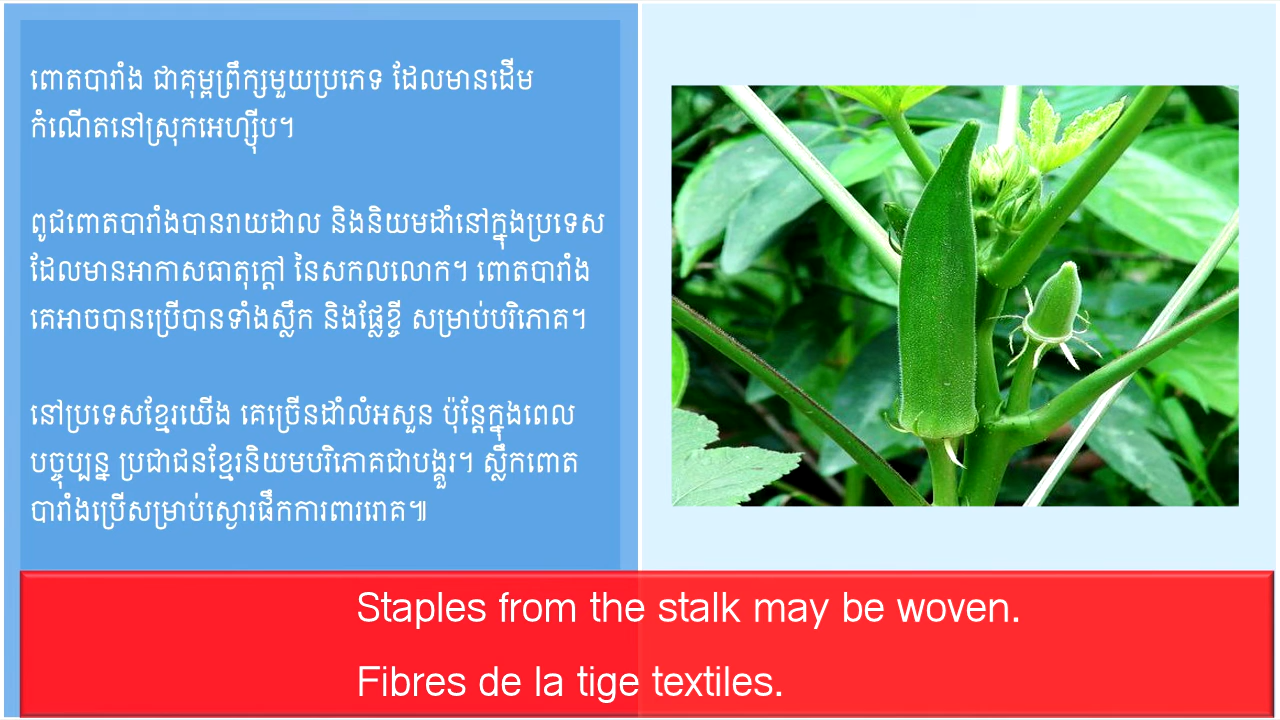 ពោតបារាំង ជាគុម្ពព្រឹក្សមួយប្រភេទ ដែលមានដើម
កំណើតនៅស្រុកអេហ្ស៊ីប។
ពូជពោតបារាំងបានរាយដាល និងនិយមដាំនៅក្នុងប្រទេស
ដែលមានអាកាសធាតុក្ដៅ នៃសកលលោក។ ពោតបារាំង
គេអាចបានប្រើបានទាំងស្លឹក និងផ្លែខ្ចី សម្រាប់បរិភោគ។
នៅប្រទេសខ្មែរយើង គេច្រើនដាំលំអសួន ប៉ុន្តែក្នុងពេល
បច្ចុប្បន្ន ប្រជាជនខ្មែរនិយមបរិភោគជាបង្គួរ។ ស្លឹកពោត
បារាំងប្រើសម្រាប់ស្ងោរផឹកការពាររោគ៕
Staples from the stalk may be woven.
Fibres de la tige textiles.